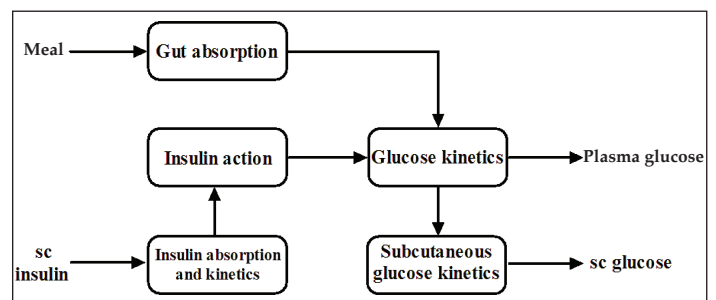 Meal
Gut absorption
Insulin action
Glucose kinetics
Plasma glucose
sc
insulin
Insulin absorption
and kinetics
Subcutaneous
glucose kinetics
sc glucose